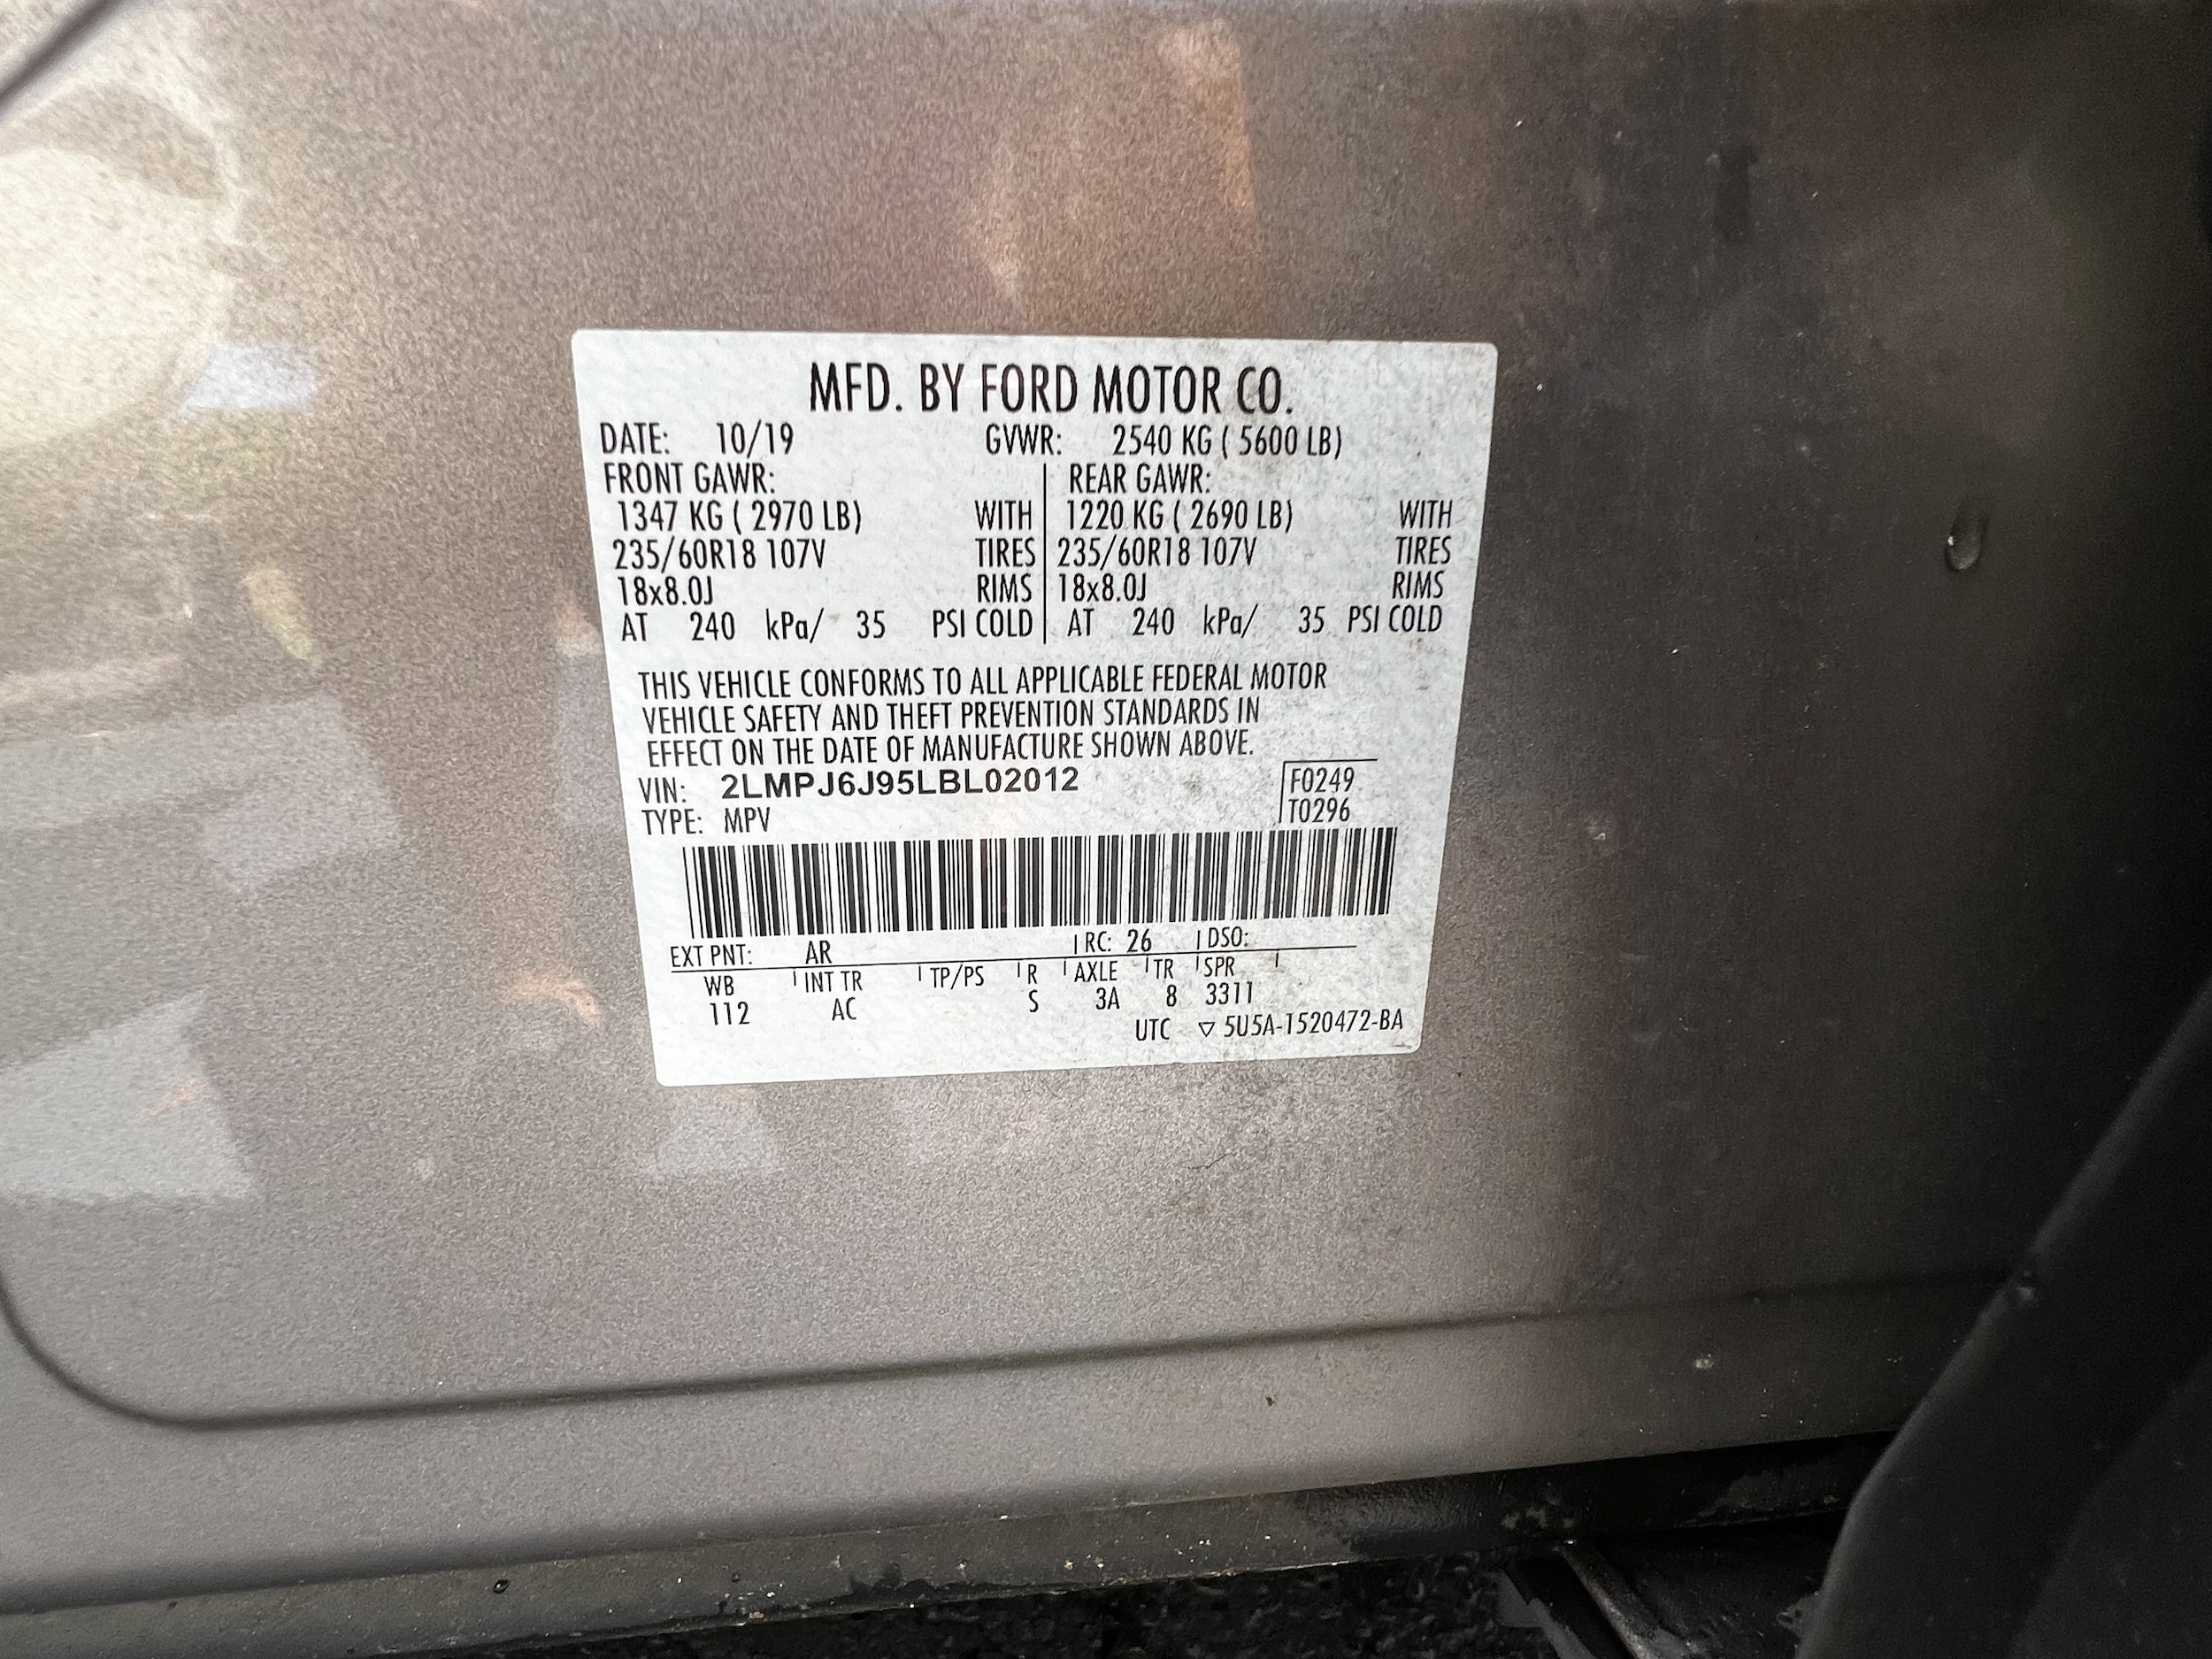 MFD. BY FORD MOTOR CO.
DATE: 10/19 GVWR: 2540 KG ( 5600 LB)
FRONT GAWR: REAR GAWR:
1347 KG ( 2970 LB) WITH 1220 KG ( 2690 LB) WITH
235/60R18 107V TIRES 235/60R18 107V TIRES
18x8.0J RIMS 18x8.0J RIMS
AT 240 kPa/ 35 PSI COLD AT 240 kPa/ 35 PSI COLD
THIS VEHICLE CONFORMS TO ALL APPLICABLE FEDERAL MOTOR
VEHICLE SAFETY AND THEFT PREVENTION STANDARDS IN
EFFECT ON THE DATE OF MANUFACTURE SHOWN ABOVE.
VIN: 2LMPJ6J95LBL02012 F0249
TYPE: MPV T0296
EXT PNT: AR RC: 26 DSO:
WB INT TR TP/PS R AXLE TR SPR
112 AC S 3A 8 3311
UTC ▽ 5U5A-1520472-BA